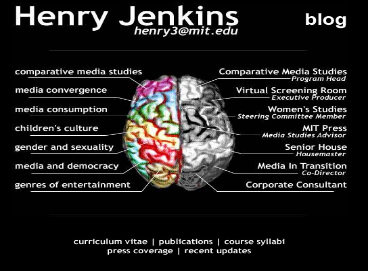 Henry Jenkins
blog
henry3@mit.edu
comparative media studies
media convergence
media consumption
children's culture
gender and sexuality
media and democracy
genres of entertainment
Comparative Media Studies
Program Head
Virtual Screening Room
Executive Producer
Women's Studies
Steering Committee Member
MIT Press
Media Studies Advisor
Senior House
Housemaster
Media In Transition
Co-Director
Corporate Consultant
curriculum vitae | publications | course syllabi
press coverage | recent updates